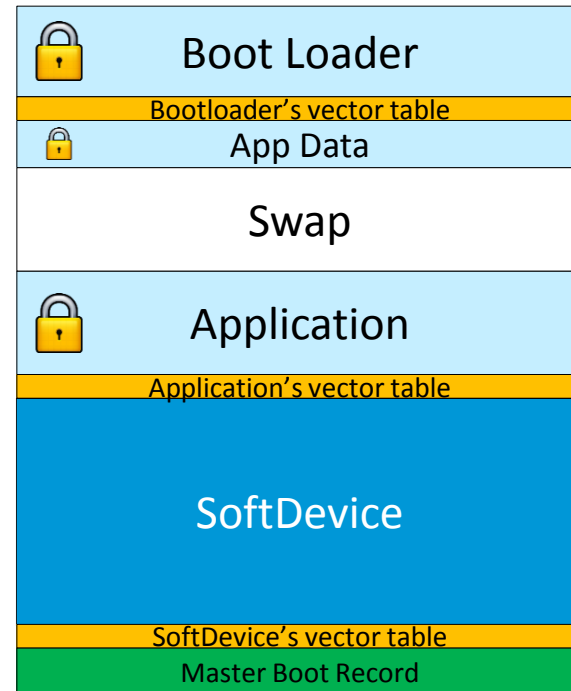 Boot Loader
Bootloader's vector table
App Data
Swap
Application
Application's vector table
SoftDevice
SoftDevice's vector table
Master Boot Record